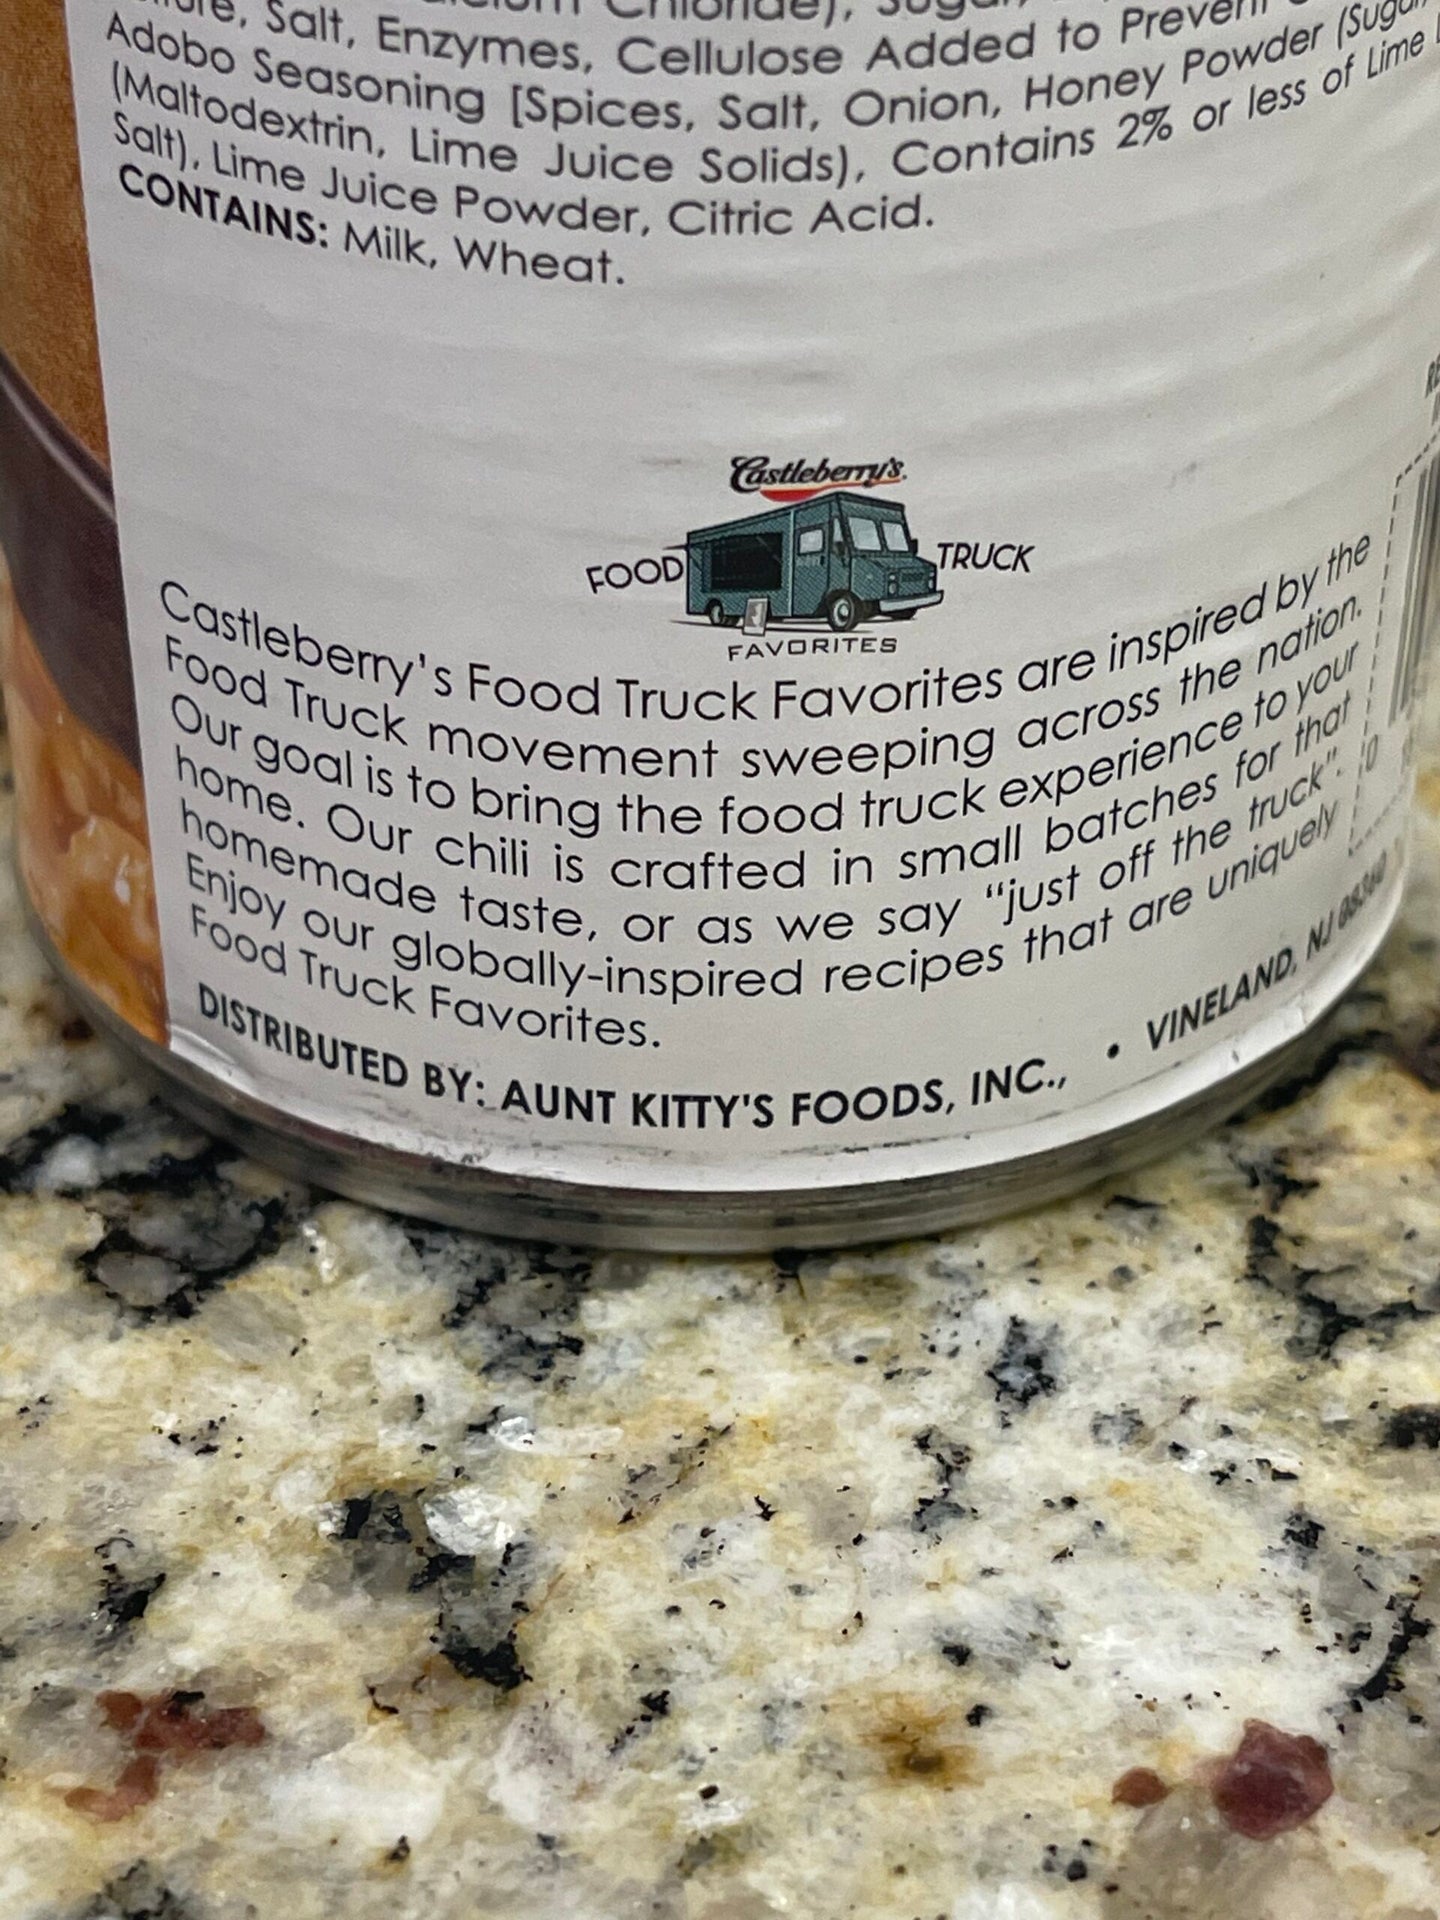 Chloride),
Salt, Enzymes, Cellulose Added to Prevent
Adobo Seasoning [Spices, Salt, Onion, Honey Powder (Sugar,
(Maltodextrin, Lime Juice Solids), Contains 2% or less of Lime
Salt), Lime Juice Powder, Citric Acid.
CONTAINS: Milk, Wheat.
Castleberry's.
FOOD TRUCK
FAVORITES
Castleberry's Food Truck Favorites are inspired by the
Food Truck movement sweeping across the nation.
Our goal is to bring the food truck experience to your
home. Our chili is crafted in small batches for that
homemade taste, or as we say "just off the truck".
Enjoy our globally-inspired recipes that are uniquely
Food Truck Favorites.
DISTRIBUTED BY: AUNT KITTY'S FOODS, INC., • VINELAND, NJ 08360